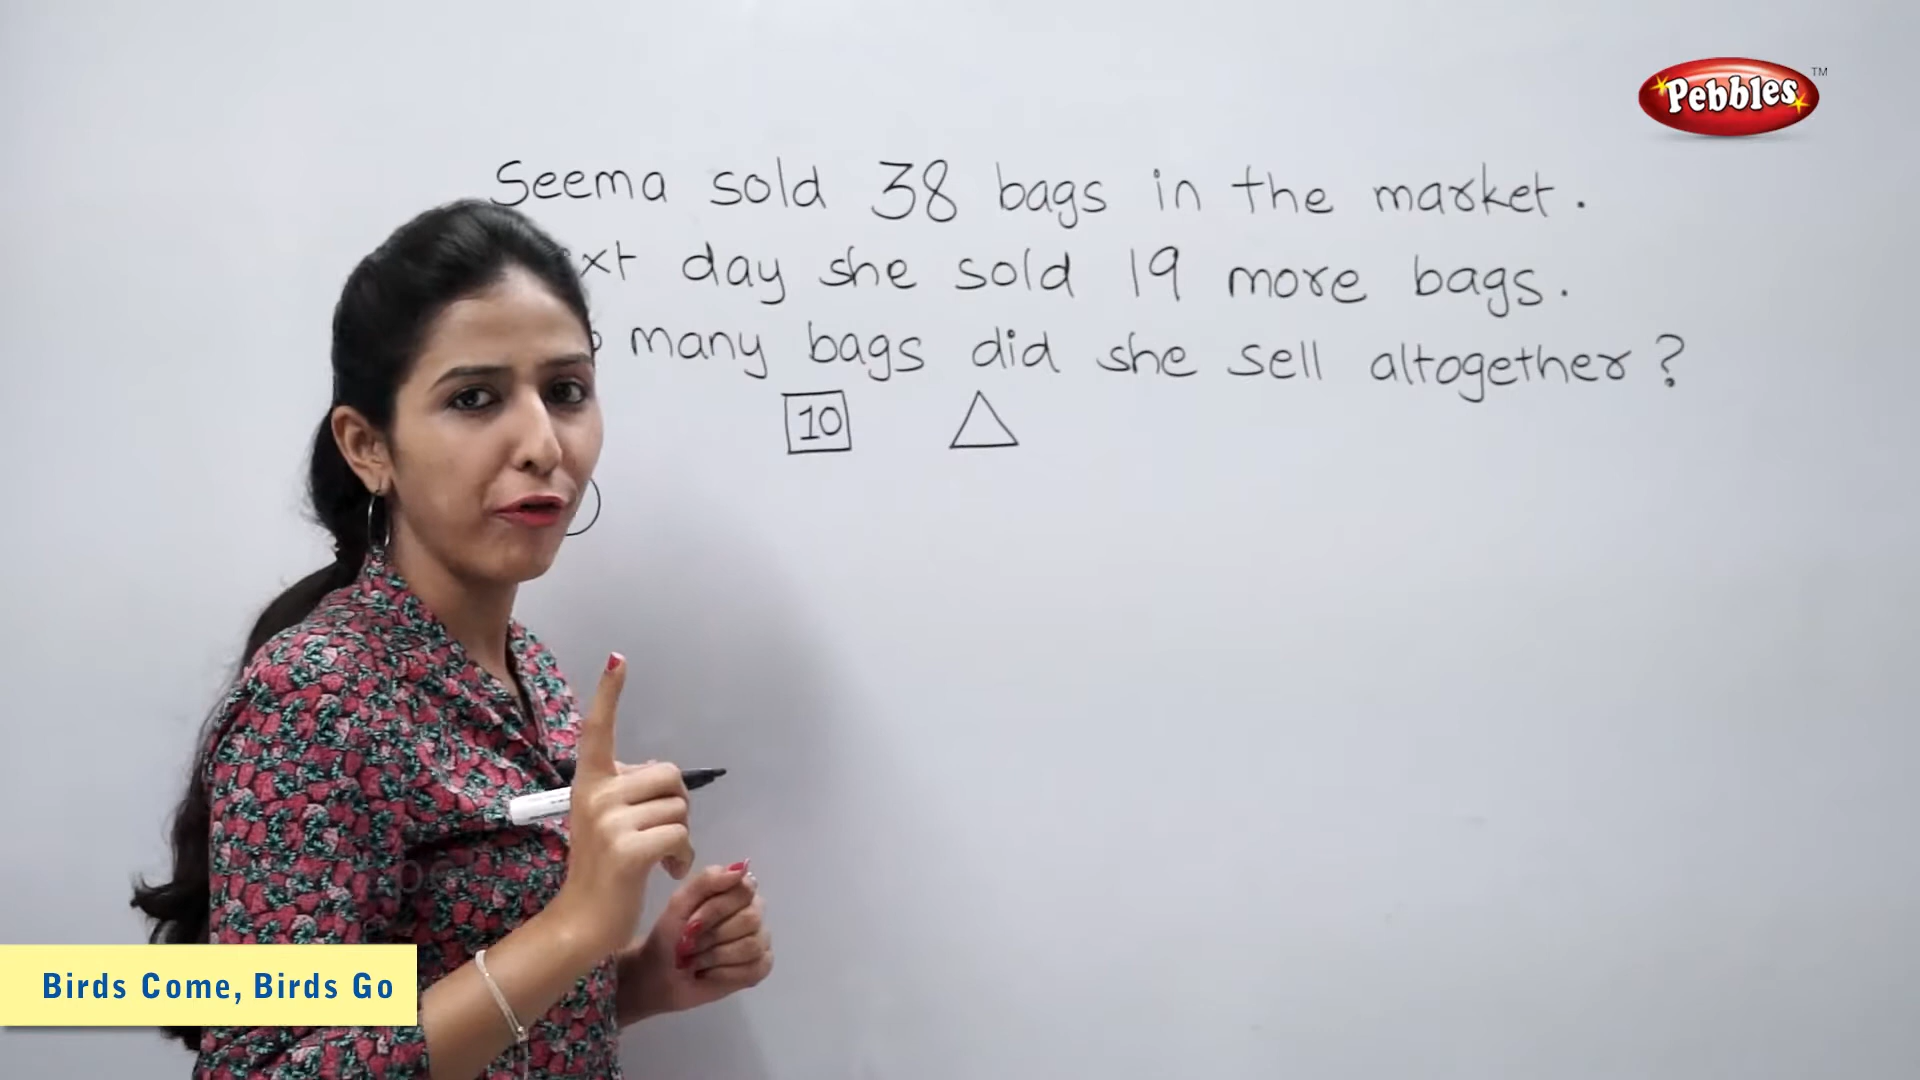 Pebbles TM
Seema sold 38 bags in the market.
day she sold 19 more bags.
many bags did she sell altogether?
10
Birds Come, Birds Go